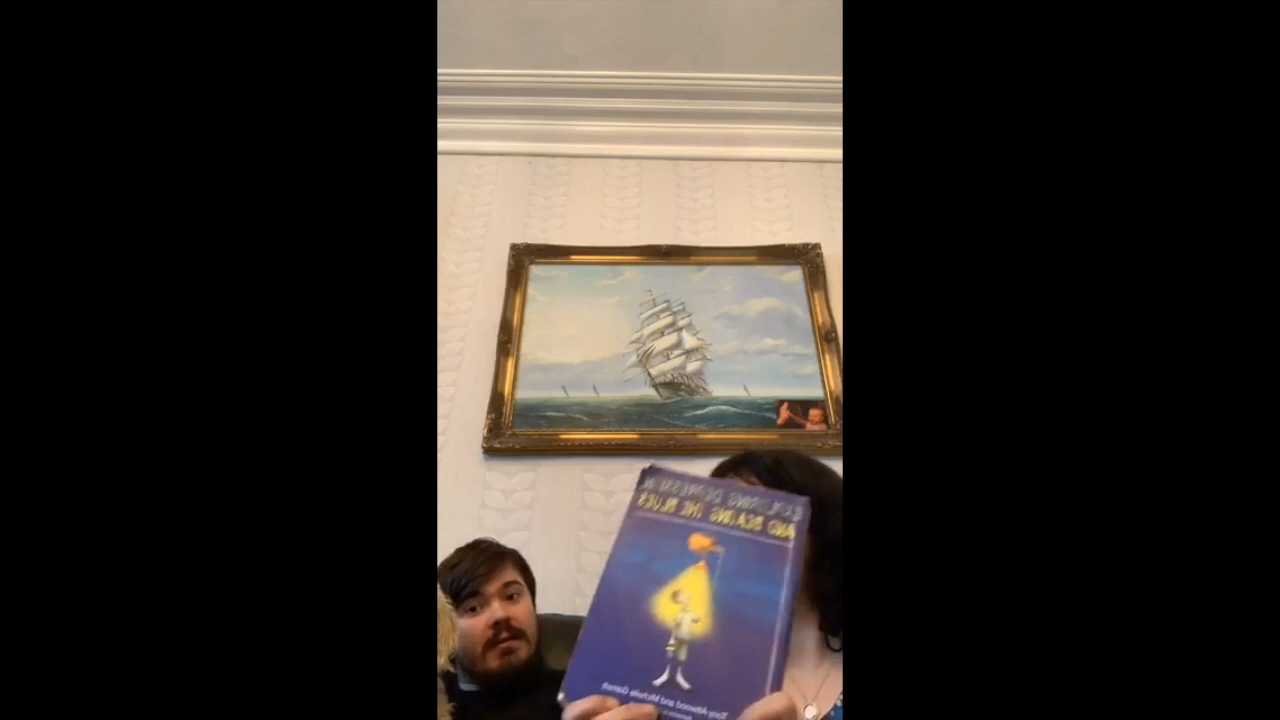 EXPLORING DEPRESSION,
AND BEATING THE BLUES
Tony Attwood and Michelle Garnett